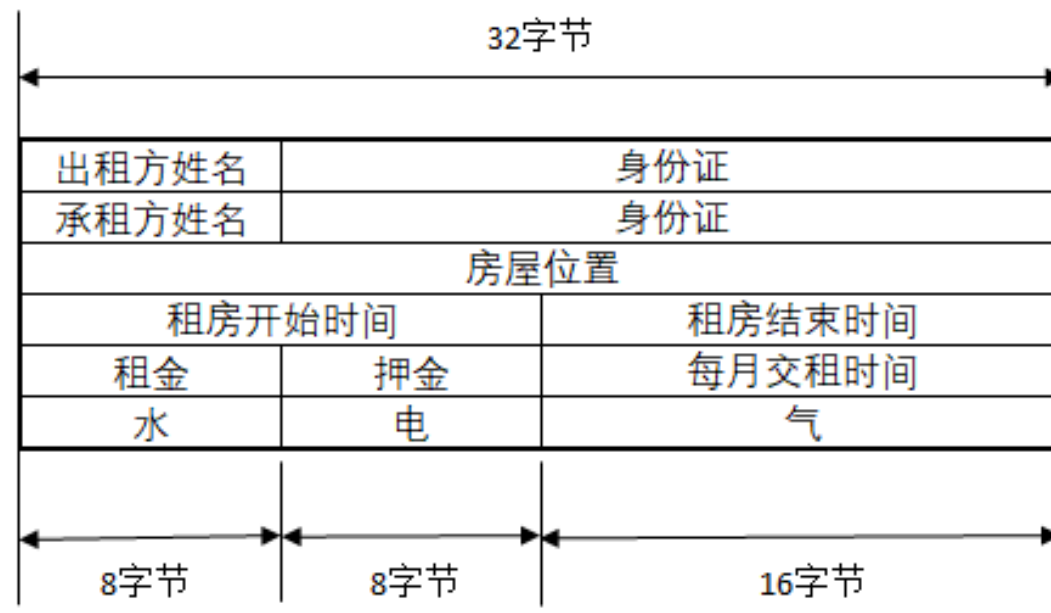 32字节
出租方姓名 身份证
承租方姓名 身份证
房屋位置
租房开始时间 租房结束时间
租金 押金 每月交租时间
水 电 气
8字节 8字节 16字节